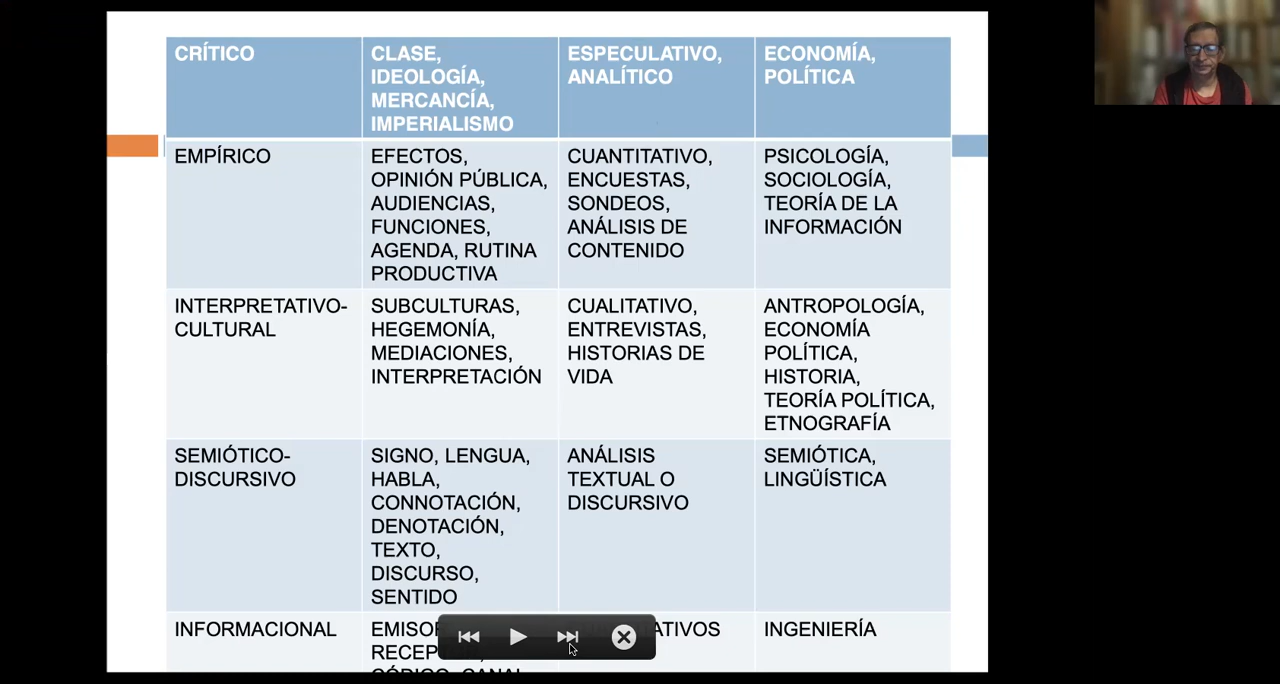 CRÍTICO
CLASE,
IDEOLOGÍA,
MERCANCÍA,
IMPERIALISMO
ESPECULATIVO,
ANALÍTICO
ECONOMÍA,
POLÍTICA
EMPÍRICO
EFECTOS,
OPINIÓN PÚBLICA,
AUDIENCIAS,
FUNCIONES,
AGENDA, RUTINA
PRODUCTIVA
CUANTITATIVO,
ENCUESTAS,
SONDEOS,
ANÁLISIS DE
CONTENIDO
PSICOLOGÍA,
SOCIOLOGÍA,
TEORÍA DE LA
INFORMACIÓN
INTERPRETATIVO-
CULTURAL
SUBCULTURAS,
HEGEMONÍA,
MEDIACIONES,
INTERPRETACIÓN
CUALITATIVO,
ENTREVISTAS,
HISTORIAS DE
VIDA
ANTROPOLOGÍA,
ECONOMÍA
POLÍTICA,
HISTORIA,
TEORÍA POLÍTICA,
ETNOGRAFÍA
SEMIÓTICO-
DISCURSIVO
SIGNO, LENGUA,
HABLA,
CONNOTACIÓN,
DENOTACIÓN,
TEXTO,
DISCURSO,
SENTIDO
ANÁLISIS
TEXTUAL O
DISCURSIVO
SEMIÓTICA,
LINGÜÍSTICA
INFORMACIONAL
INGENIERÍA